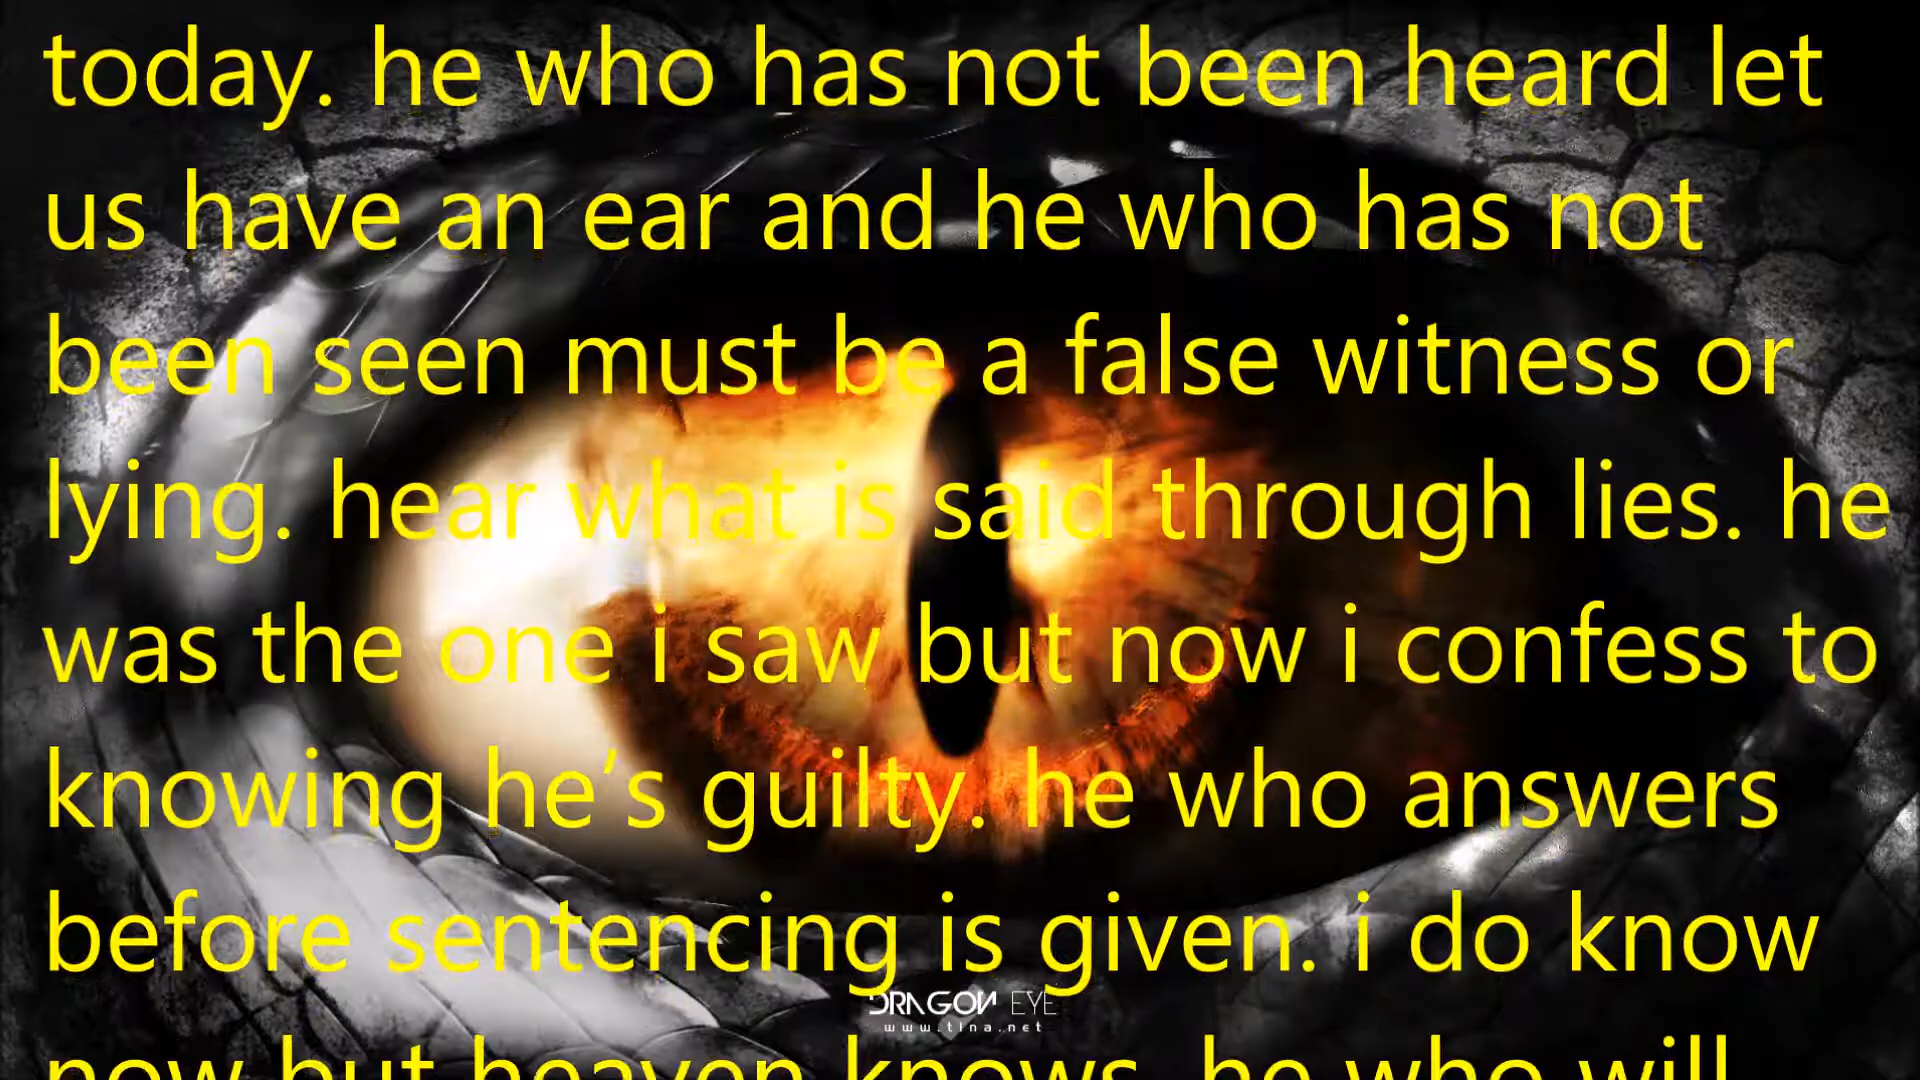 today. he who has not been heard let
us have an ear and he who has not
been seen must be a false witness or
lying. hear what is said through lies. he
was the one i saw but now i confess to
knowing he's guilty. he who answers
before sentencing is given. i do know
DRAGON EYE
www.tina.net
now but heaven knows. he who will